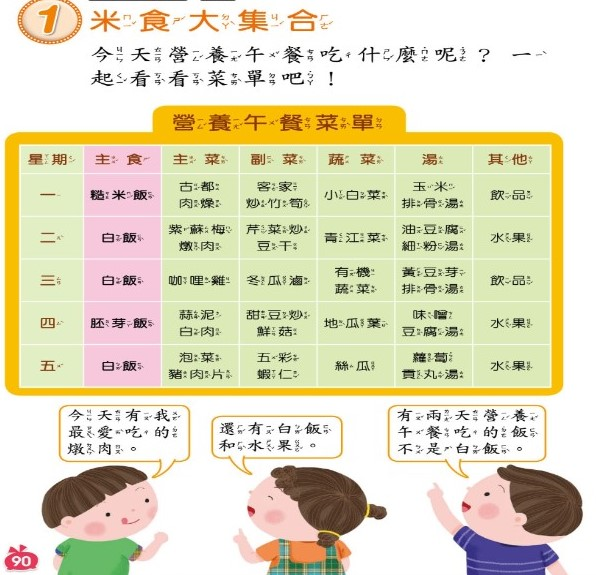 1 米食大集合
今天營養午餐吃什麼呢？一
起看看菜單吧！
營養午餐菜單
星期 主食 主菜 副菜 蔬菜 湯 其他
一 糙米飯 古都肉燥 客家炒竹筍 小白菜 玉米排骨湯 飲品
二 白飯 紫蘇梅燉肉 芹菜炒豆干 青江菜 油豆腐細粉湯 水果
三 白飯 咖哩雞 冬瓜滷 有機蔬菜 黃豆芽排骨湯 飲品
四 胚芽飯 蒜泥白肉 甜豆炒鮮菇 地瓜葉 味噌豆腐湯 水果
五 白飯 泡菜豬肉片 五彩蝦仁 絲瓜 蘿蔔貢丸湯 水果
今天有我
最愛吃的
燉肉。
還有白飯
和水果。
有兩天營養
午餐吃的飯
不是白飯。
90